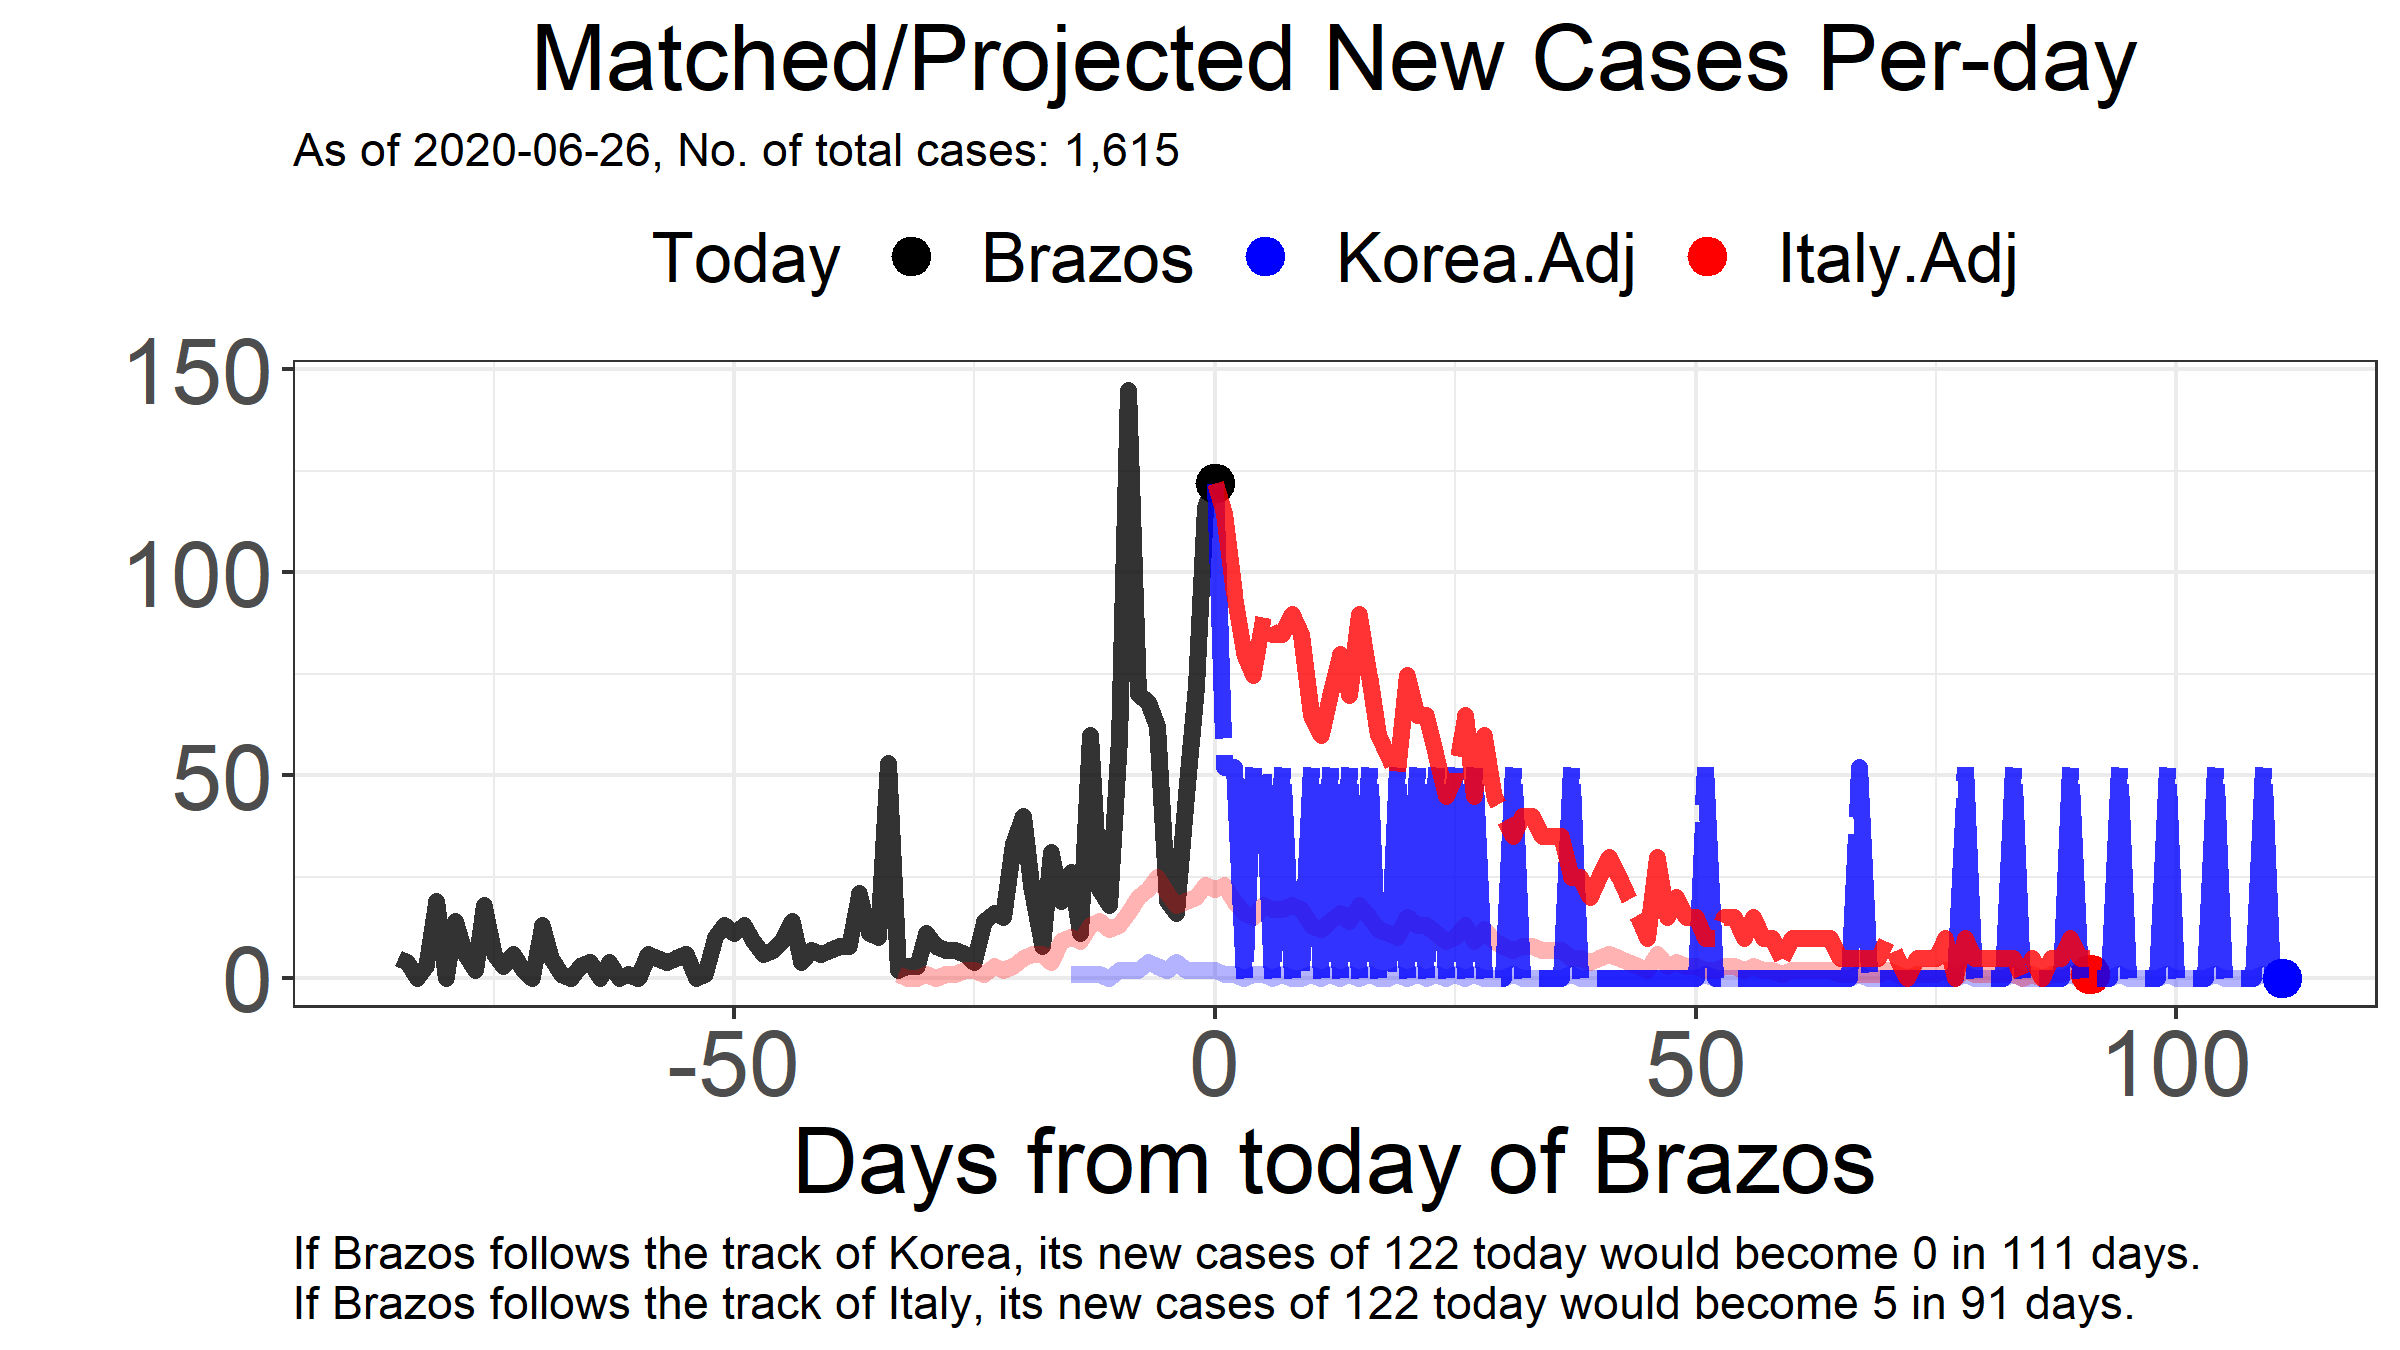 Matched/Projected New Cases Per-day
As of 2020-06-26, No. of total cases: 1,615
Today Brazos Korea.Adj Italy.Adj
150
100
50
0
-50 0 50 100
Days from today of Brazos
If Brazos follows the track of Korea, its new cases of 122 today would become 0 in 111 days.
If Brazos follows the track of Italy, its new cases of 122 today would become 5 in 91 days.